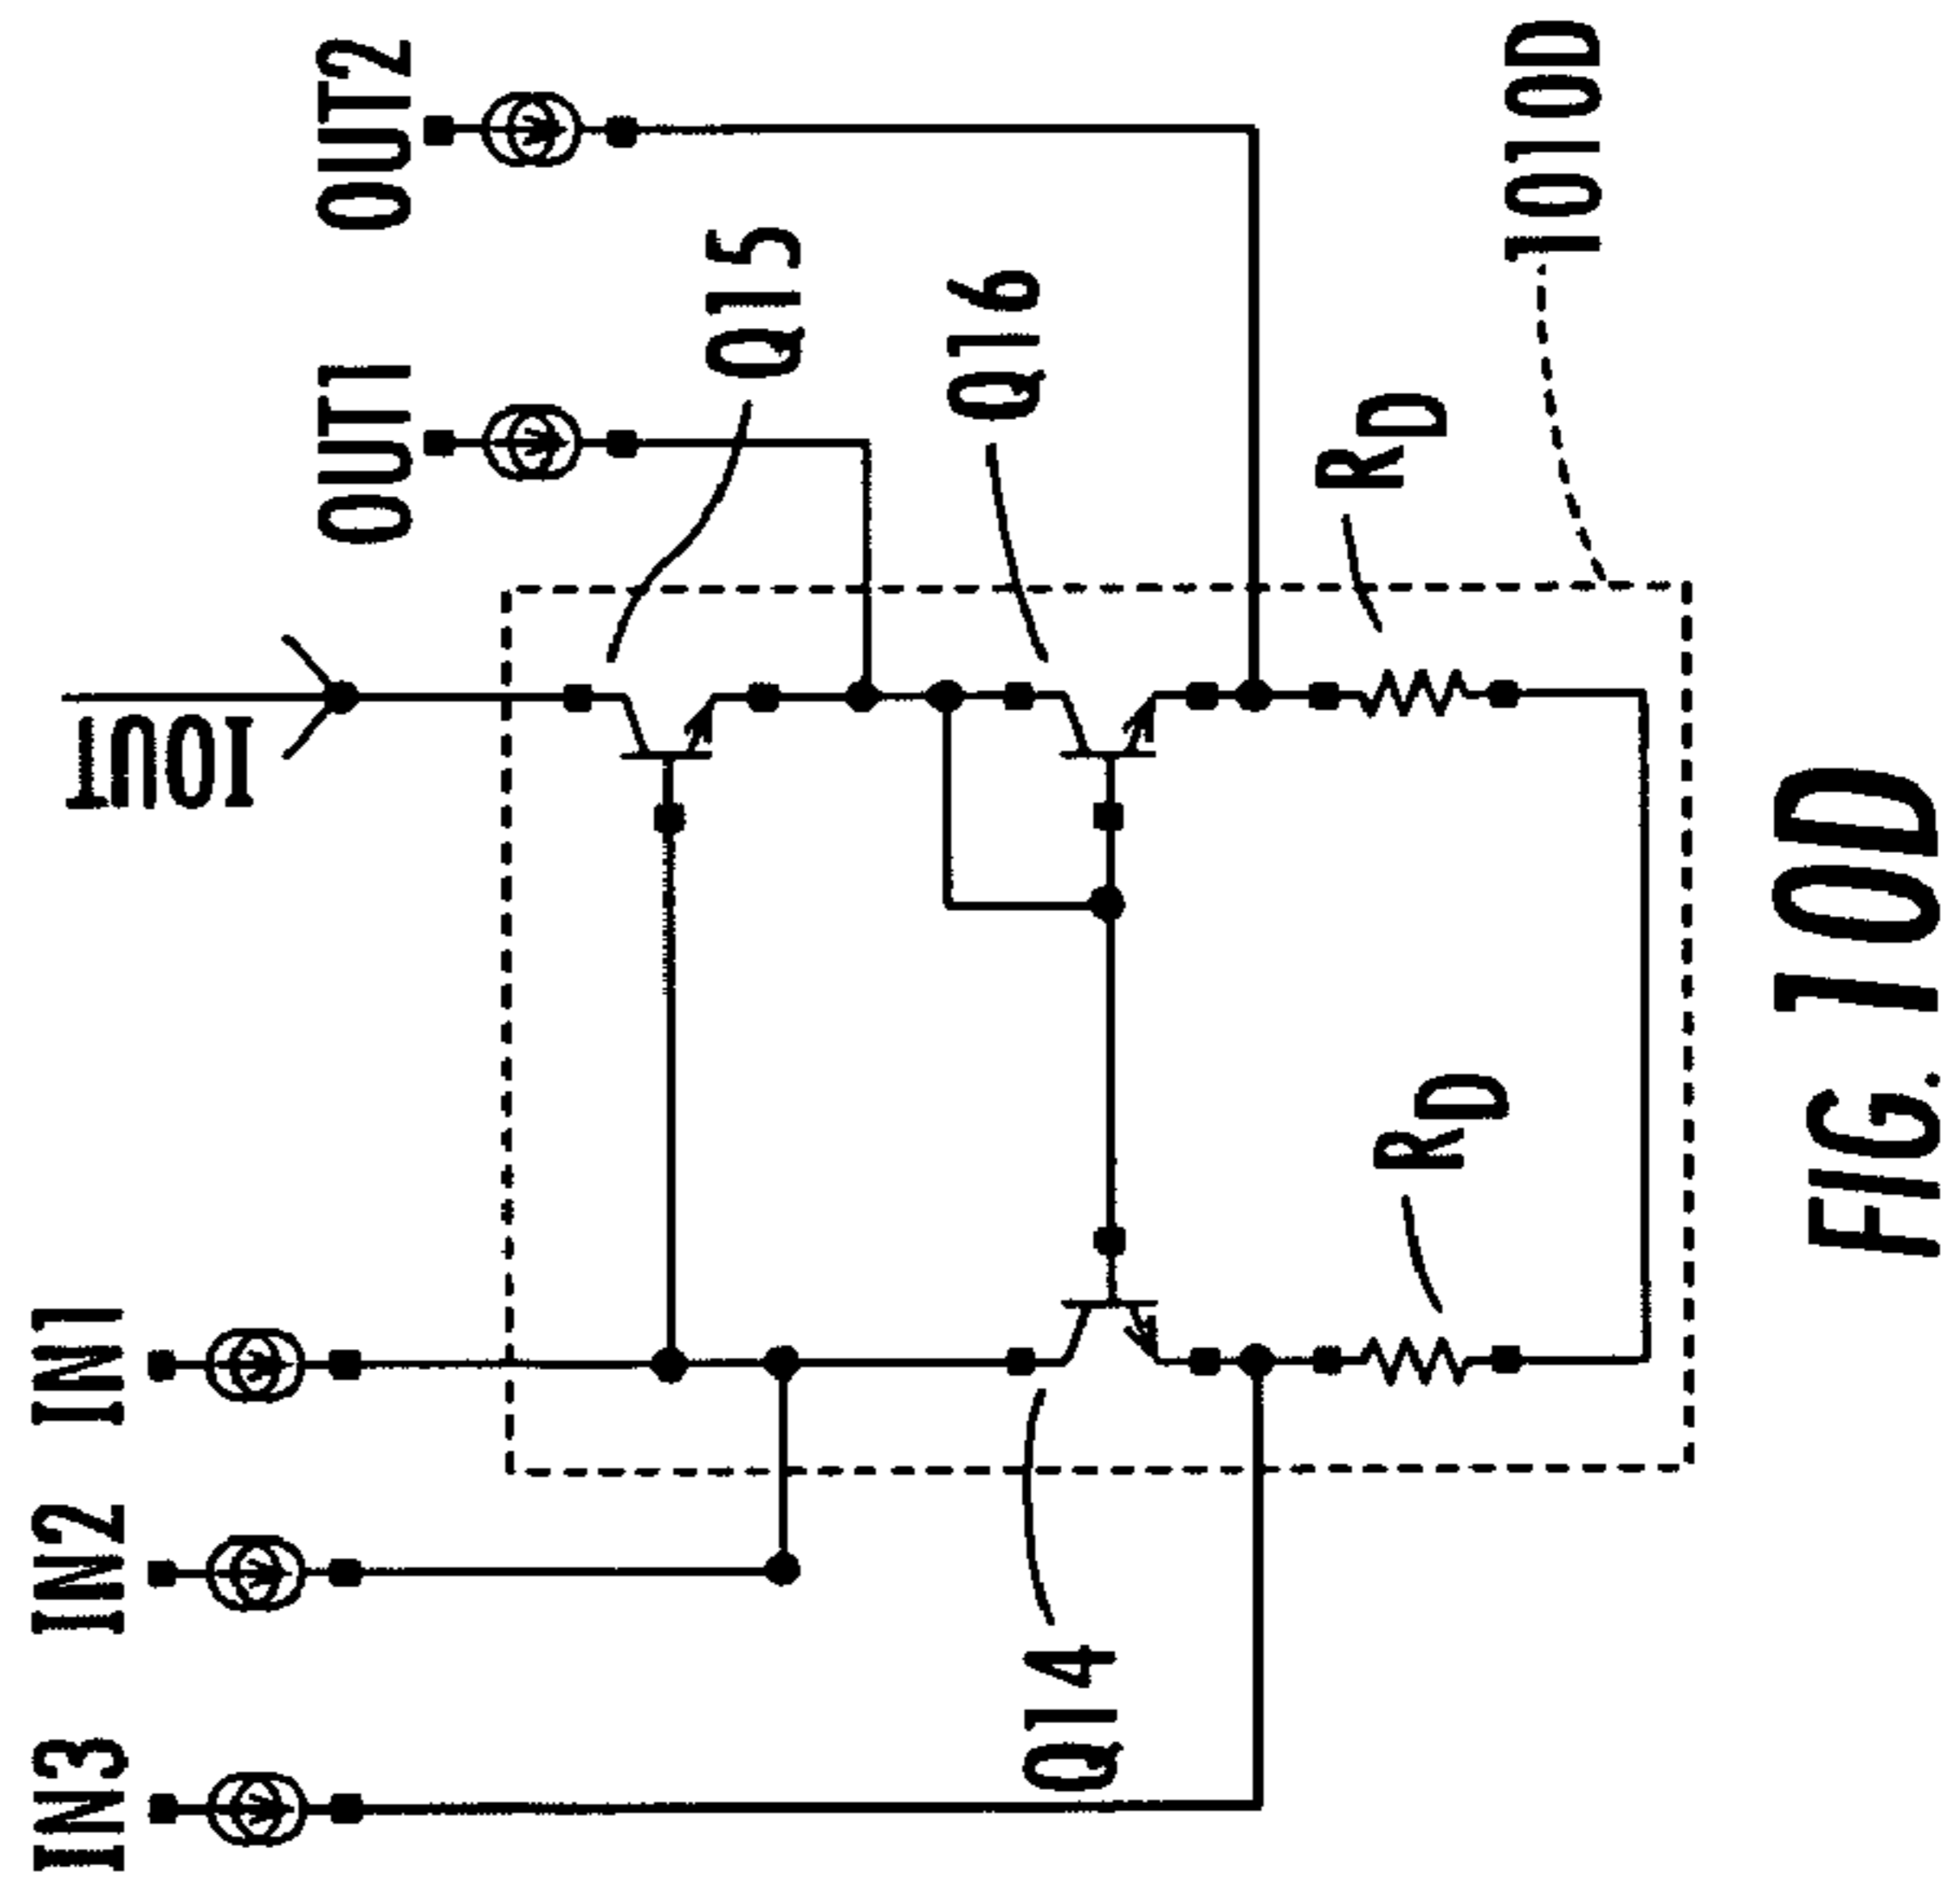 IN3
IN2
IN1
IOUT
OUT1
OUT2
Q14
Q15
Q16
RD
RD
1010D
FIG. 10D